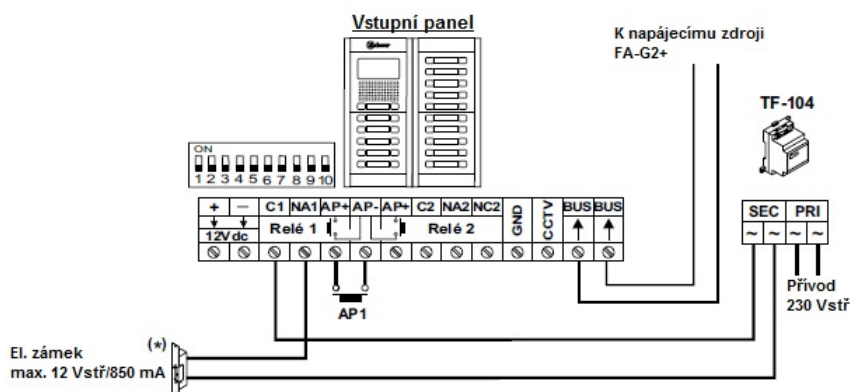 Vstupní panel
K napájecímu zdroji
FA-G2+
TF-104
ON
1 2 3 4 5 6 7 8 9 10
+ − C1 NA1 AP+ AP- AP+ C2 NA2 NC2 GND CCTV BUS BUS
12Vdc Relé 1 Relé 2
SEC PRI
~ ~ ~ ~
AP1
Přívod
230 Vstř
(*)
El. zámek
max. 12 Vstř/850 mA